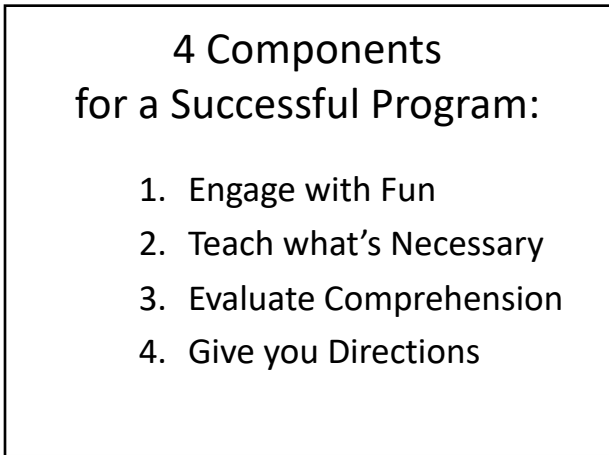 4 Components
for a Successful Program:
1. Engage with Fun
2. Teach what’s Necessary
3. Evaluate Comprehension
4. Give you Directions